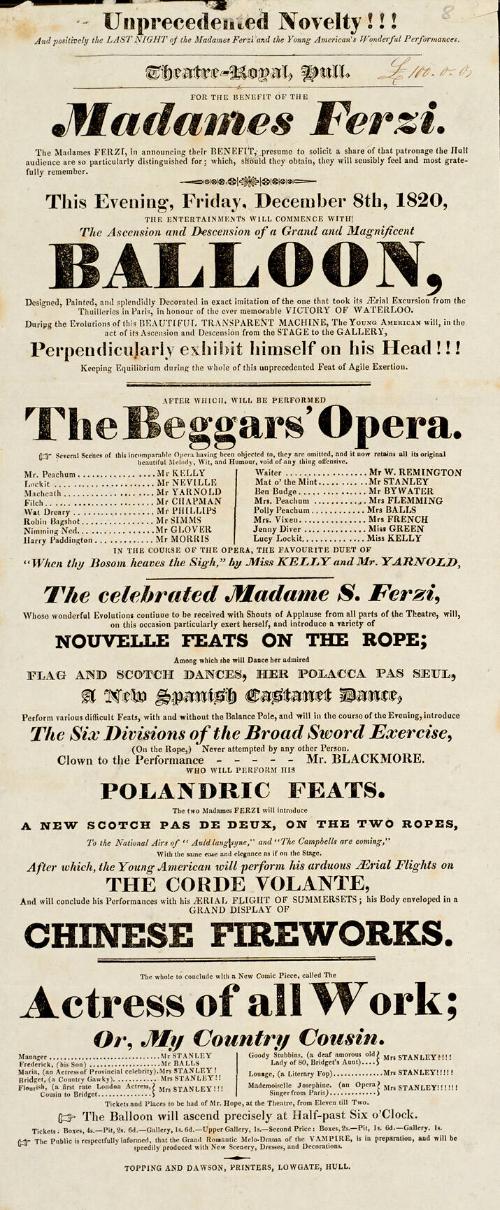 8
Unprecedented Novelty!!!
And positively the LAST NIGHT of the Madames Ferzi and the Young American's Wonderful Performances.
Theatre-Royal, Hull.
£100.0.0
FOR THE BENEFIT OF THE
Madames Ferzi.
The Madames FERZI, in announcing their BENEFIT, presume to solicit a share of that patronage the Hull
audience are so particularly distinguished for; which, should they obtain, they will sensibly feel and most grate-
fully remember.
This Evening, Friday, December 8th, 1820,
THE ENTERTAINMENTS WILL COMMENCE WITH
The Ascension and Descension of a Grand and Magnificent
BALLOON,
Designed, Painted, and splendidly Decorated in exact imitation of the one that took its Ærial Excursion from the
Thuilleries in Paris, in honour of the ever memorable VICTORY OF WATERLOO.
During the Evolutions of this BEAUTIFUL TRANSPARENT MACHINE, The YOUNG AMERICAN will, in the
act of its Ascension and Descension from the STAGE to the GALLERY,
Perpendicularly exhibit himself on his Head!!!
Keeping Equilibrium during the whole of this unprecedented Feat of Agile Exertion.
AFTER WHICH, WILL BE PERFORMED
The Beggars' Opera.
☞ Several Scenes of this incomparable Opera having been objected to, they are omitted, and it now retains all its original
beautiful Melody, Wit, and Humour, void of any thing offensive.
Mr. Peachum............Mr KELLY
Lockit................Mr NEVILLE
Macheath.............Mr YARNOLD
Filch.................Mr CHAPMAN
Wat Dreary...........Mr PHILLIPS
Robin Bagshot.........Mr SIMMS
Nimming Ned..........Mr GLOVER
Harry Paddington.......Mr MORRIS
Waiter...............Mr W. REMINGTON
Mat o' the Mint........Mr STANLEY
Ben Budge............Mr BYWATER
Mrs. Peachum.........Mrs FLEMMING
Polly Peachum.........Mrs BALLS
Mrs. Vixen............Mrs FRENCH
Jenny Diver...........Miss GREEN
Lucy Lockit...........Miss KELLY
IN THE COURSE OF THE OPERA, THE FAVOURITE DUET OF
"When thy Bosom heaves the Sigh," by Miss KELLY and Mr. YARNOLD,
The celebrated Madame S. Ferzi,
Whose wonderful Evolutions continue to be received with Shouts of Applause from all parts of the Theatre, will,
on this occasion particularly exert herself, and introduce a variety of
NOUVELLE FEATS ON THE ROPE;
Among which she will Dance her admired
FLAG AND SCOTCH DANCES, HER POLACCA PAS SEUL,
A New Spanish Castanet Dance,
Perform various difficult Feats, with and without the Balance Pole, and will in the course of the Evening, introduce
The Six Divisions of the Broad Sword Exercise,
(On the Rope,) Never attempted by any other Person.
Clown to the Performance - - - - - Mr. BLACKMORE.
WHO WILL PERFORM HIS
POLANDRIC FEATS.
The two Madames FERZI will introduce
A NEW SCOTCH PAS DE DEUX, ON THE TWO ROPES,
To the National Airs of "Auld langsyne," and "The Campbells are coming,"
With the same ease and elegance as if on the Stage.
After which, the Young American will perform his arduous Ærial Flights on
THE CORDE VOLANTE,
And will conclude his Performances with his ÆRIAL FLIGHT OF SUMMERSETS; his Body enveloped in a
GRAND DISPLAY OF
CHINESE FIREWORKS.
The whole to conclude with a New Comic Piece, called The
Actress of all Work;
Or, My Country Cousin.
Manager..................Mr STANLEY
Frederick, (his Son)..........Mr BALLS
Maria, (an Actress of Provincial celebrity).Mrs STANLEY!
Bridget, (a Country Gawky)........Mrs STANLEY!!
Flourish, (a first rate London Actress,
Cousin to Bridget........} Mrs STANLEY!!!
Goody Stubbins, (a deaf amorous old
Lady of 80, Bridget's Aunt)....} Mrs STANLEY!!!!
Lounge, (a Literary Fop)..........Mrs STANLEY!!!!!
Mademoiselle Josephine, (an Opera
Singer from Paris)............} Mrs STANLEY!!!!!!
Tickets and Places to be had of Mr. Hope, at the Theatre, from Eleven till Two.
☞ The Balloon will ascend precisely at Half-past Six o'Clock.
Tickets: Boxes, 4s.—Pit, 2s. 6d.—Gallery, 1s. 6d.—Upper Gallery, 1s.—Second Price: Boxes, 2s.—Pit, 1s. 6d.—Gallery, 1s.
☞ The Public is respectfully informed, that the Grand Romantic Melo-Drama of the VAMPIRE, is in preparation, and will be
speedily produced with New Scenery, Dresses, and Decorations.
TOPPING AND DAWSON, PRINTERS, LOWGATE, HULL.